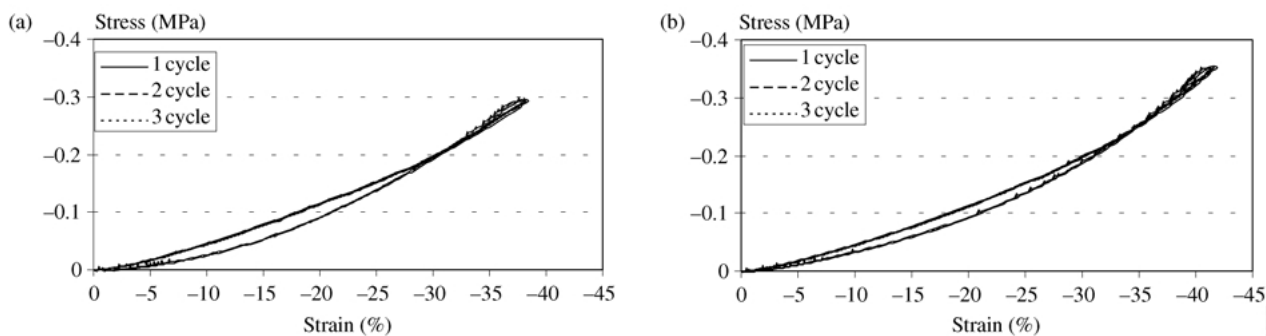 (a) Stress (MPa)
–0.4
1 cycle
2 cycle
3 cycle
–0.3
–0.2
–0.1
0
0 –5 –10 –15 –20 –25 –30 –35 –40 –45
Strain (%)
(b) Stress (MPa)
–0.4
1 cycle
2 cycle
3 cycle
–0.3
–0.2
–0.1
0
0 –5 –10 –15 –20 –25 –30 –35 –40 –45
Strain (%)